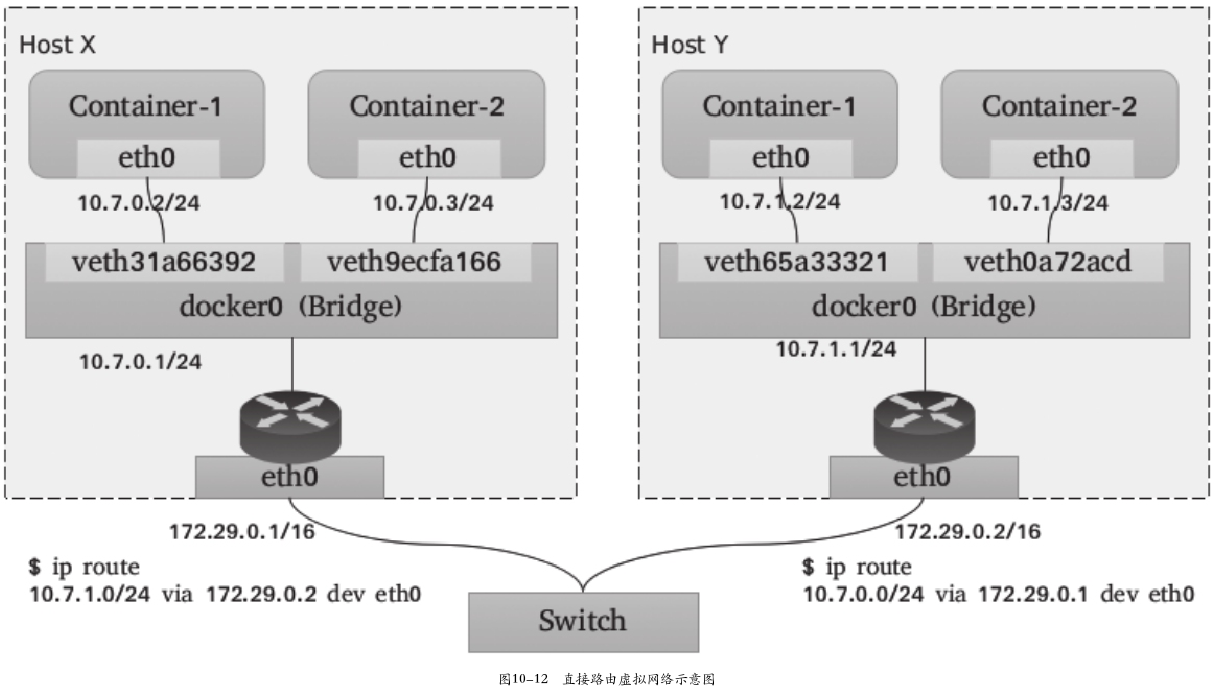 Host X
Container-1
Container-2
eth0
eth0
10.7.0.2/24
10.7.0.3/24
veth31a66392
veth9ecfa166
docker0 (Bridge)
10.7.0.1/24
eth0
172.29.0.1/16
$ ip route
10.7.1.0/24 via 172.29.0.2 dev eth0
Host Y
Container-1
Container-2
eth0
eth0
10.7.1.2/24
10.7.1.3/24
veth65a33321
veth0a72acd
docker0 (Bridge)
10.7.1.1/24
eth0
172.29.0.2/16
$ ip route
10.7.0.0/24 via 172.29.0.1 dev eth0
Switch
图10-12 直接路由虚拟网络示意图